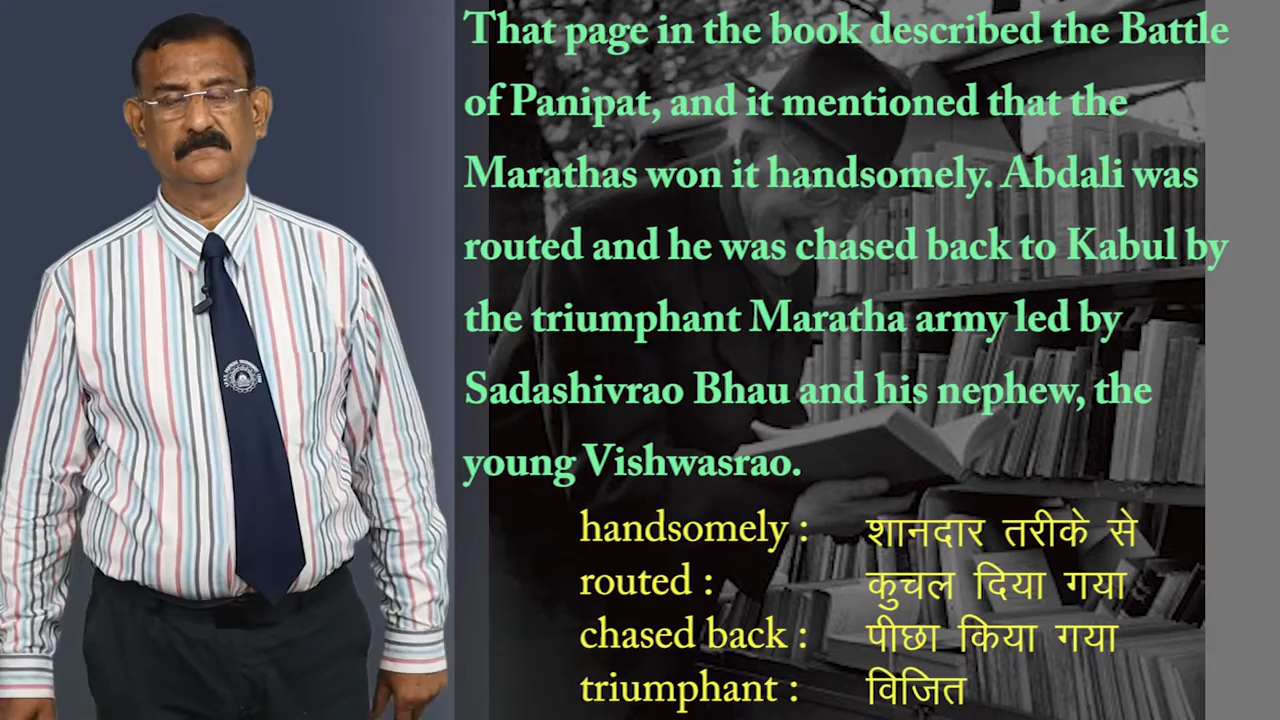 That page in the book described the Battle
of Panipat, and it mentioned that the
Marathas won it handsomely. Abdali was
routed and he was chased back to Kabul by
the triumphant Maratha army led by
Sadashivrao Bhau and his nephew, the
young Vishwasrao.
handsomely : शानदार तरीके से
routed : कुचल दिया गया
chased back : पीछा किया गया
triumphant : विजित